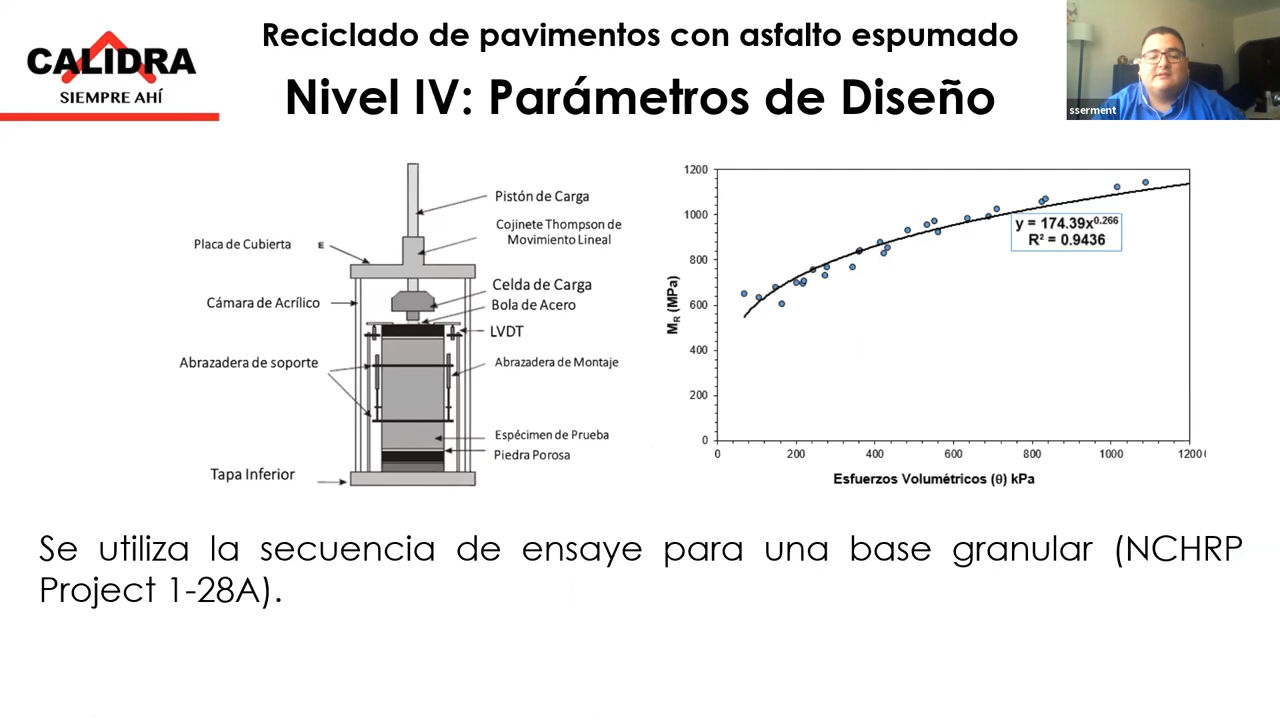 CALIDRA
SIEMPRE AHÍ
Reciclado de pavimentos con asfalto espumado
Nivel IV: Parámetros de Diseño
sserment
Pistón de Carga
Cojinete Thompson de
Movimiento Lineal
Placa de Cubierta
E
Celda de Carga
Cámara de Acrílico
Bola de Acero
LVDT
Abrazadera de soporte
Abrazadera de Montaje
Espécimen de Prueba
Piedra Porosa
Tapa Inferior
1200
1000
800
600
400
200
0
MR (MPa)
y = 174.39x^0.266
R² = 0.9436
0 200 400 600 800 1000 1200
Esfuerzos Volumétricos (θ) kPa
Se utiliza la secuencia de ensaye para una base granular (NCHRP
Project 1-28A).